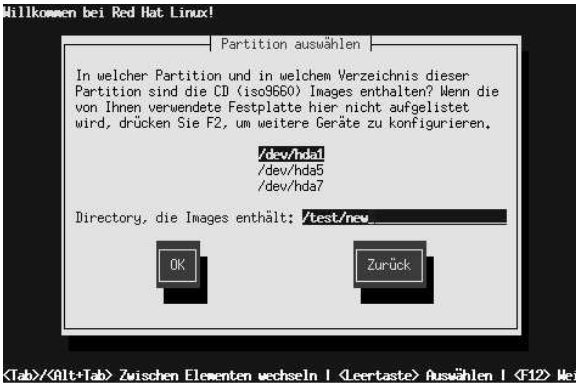 Willkommen bei Red Hat Linux!
Partition auswählen
In welcher Partition und in welchem Verzeichnis dieser
Partition sind die CD (iso9660) Images enthalten? Wenn die
von Ihnen verwendete Festplatte hier nicht aufgelistet
wird, drücken Sie F2, um weitere Geräte zu konfigurieren.
/dev/hda1
/dev/hda5
/dev/hda7
Directory, die Images enthält: /test/new_
OK Zurück
<Tab>/<Alt+Tab> Zwischen Elementen wechseln | <Leertaste> Auswählen | <F12> Wei